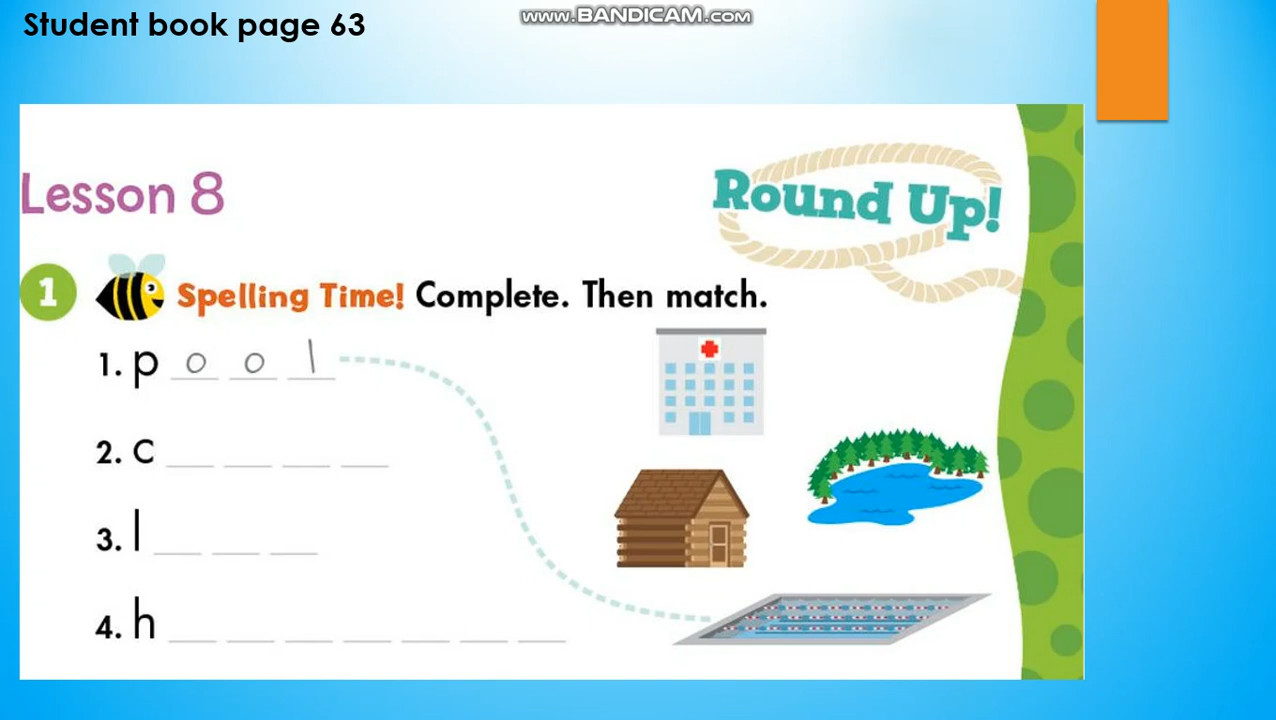 Student book page 63
www.BANDICAM.com
Lesson 8
Round Up!
1 Spelling Time! Complete. Then match.
1. p o o l
2. c _ _ _ _
3. l _ _ _
4. h _ _ _ _ _ _ _